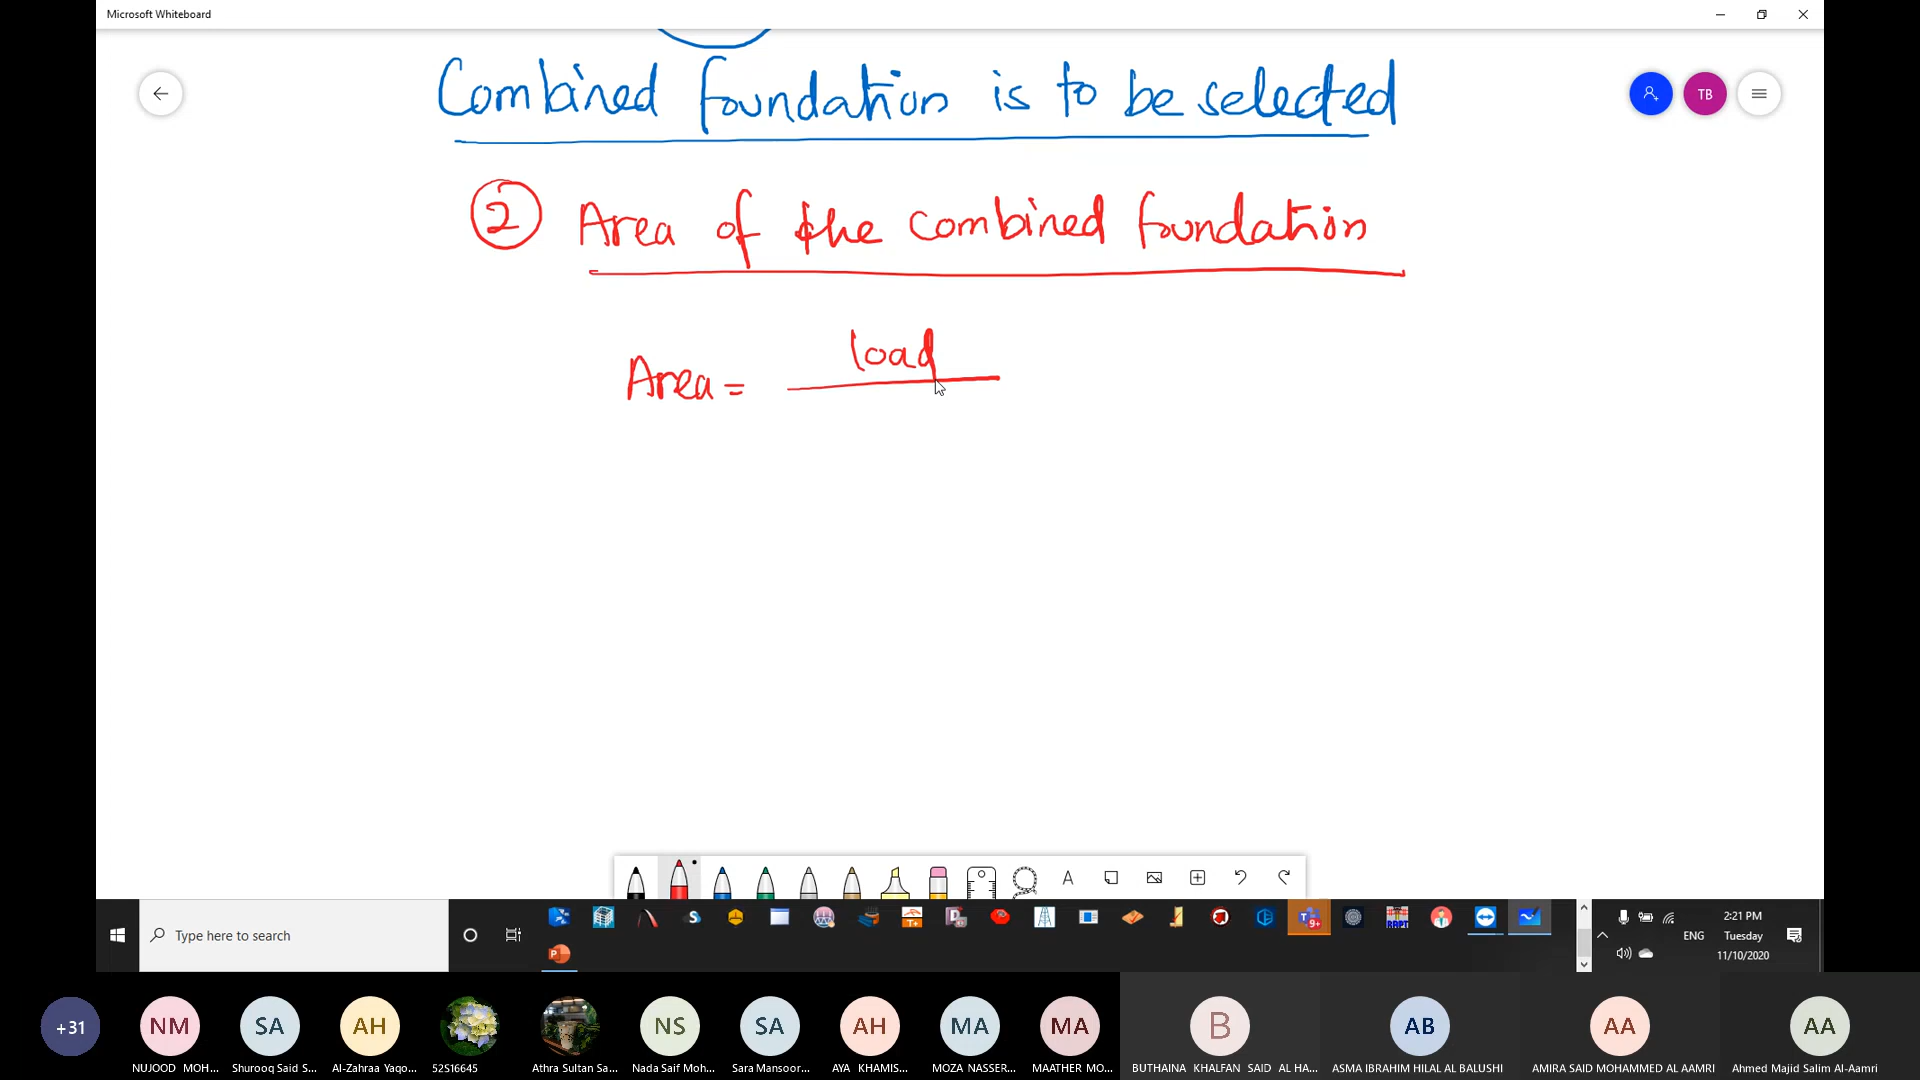 Microsoft Whiteboard
TB
Combined foundation is to be selected
2 Area of the combined foundation
load
Area =
A
Type here to search
9+
ENG
2:21 PM
Tuesday
11/10/2020
+31
NM
SA
AH
NS
SA
AH
MA
MA
B
AB
AA
AA
NUJOOD MOH...
Shurooq Said S...
Al-Zahraa Yaqo...
52S16645
Athra Sultan Sa...
Nada Saif Moh...
Sara Mansoor...
AYA KHAMIS...
MOZA NASSER...
MAATHER MO...
BUTHAINA KHALFAN SAID AL HA...
ASMA IBRAHIM HILAL AL BALUSHI
AMIRA SAID MOHAMMED AL AAMRI
Ahmed Majid Salim Al-Aamri